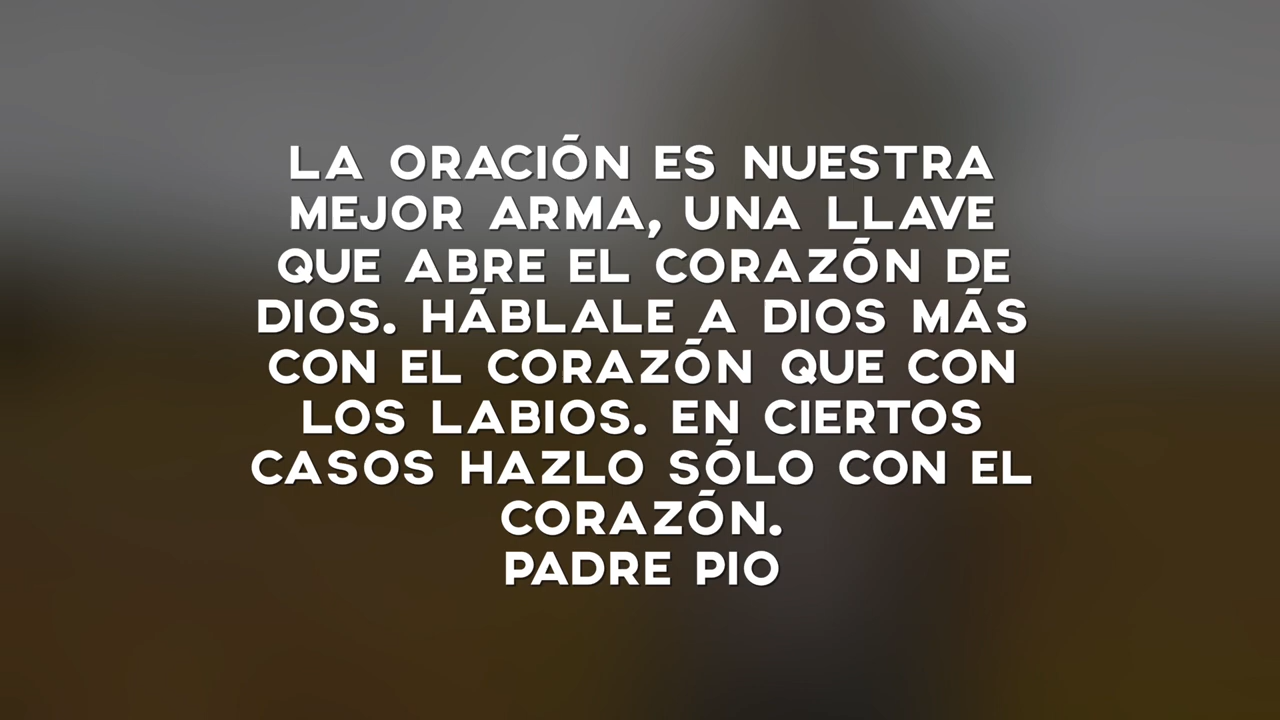 LA ORACIÓN ES NUESTRA
MEJOR ARMA, UNA LLAVE
QUE ABRE EL CORAZÓN DE
DIOS. HÁBLALE A DIOS MÁS
CON EL CORAZÓN QUE CON
LOS LABIOS. EN CIERTOS
CASOS HAZLO SÓLO CON EL
CORAZÓN.
PADRE PIO